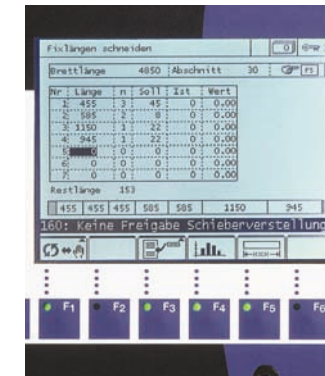 Fixlängen schneiden
Brettlänge 4850 Abschnitt 30 F5
Nr Länge n Soll Ist Wert
1 455 3 45 0 0.00
2 585 2 8 0 0.00
3 1150 1 22 0 0.00
4 945 1 22 0 0.00
5 0 0 0 0 0.00
6 0 0 0 0 0.00
7 0 0 0 0 0.00
Restlänge 153
455 455 455 585 585 1150 945
160: Keine Freigabe Schieberverstellung
F1 F2 F3 F4 F5 F6